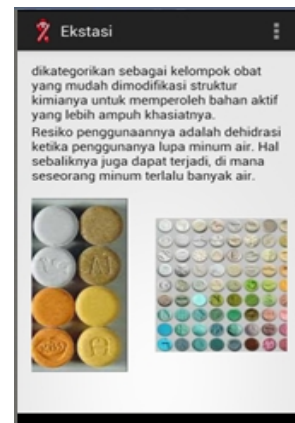 Ekstasi
dikategorikan sebagai kelompok obat
yang mudah dimodifikasi struktur
kimianya untuk memperoleh bahan aktif
yang lebih ampuh khasiatnya.
Resiko penggunaannya adalah dehidrasi
ketika penggunanya lupa minum air. Hal
sebaliknya juga dapat terjadi, di mana
seseorang minum terlalu banyak air.